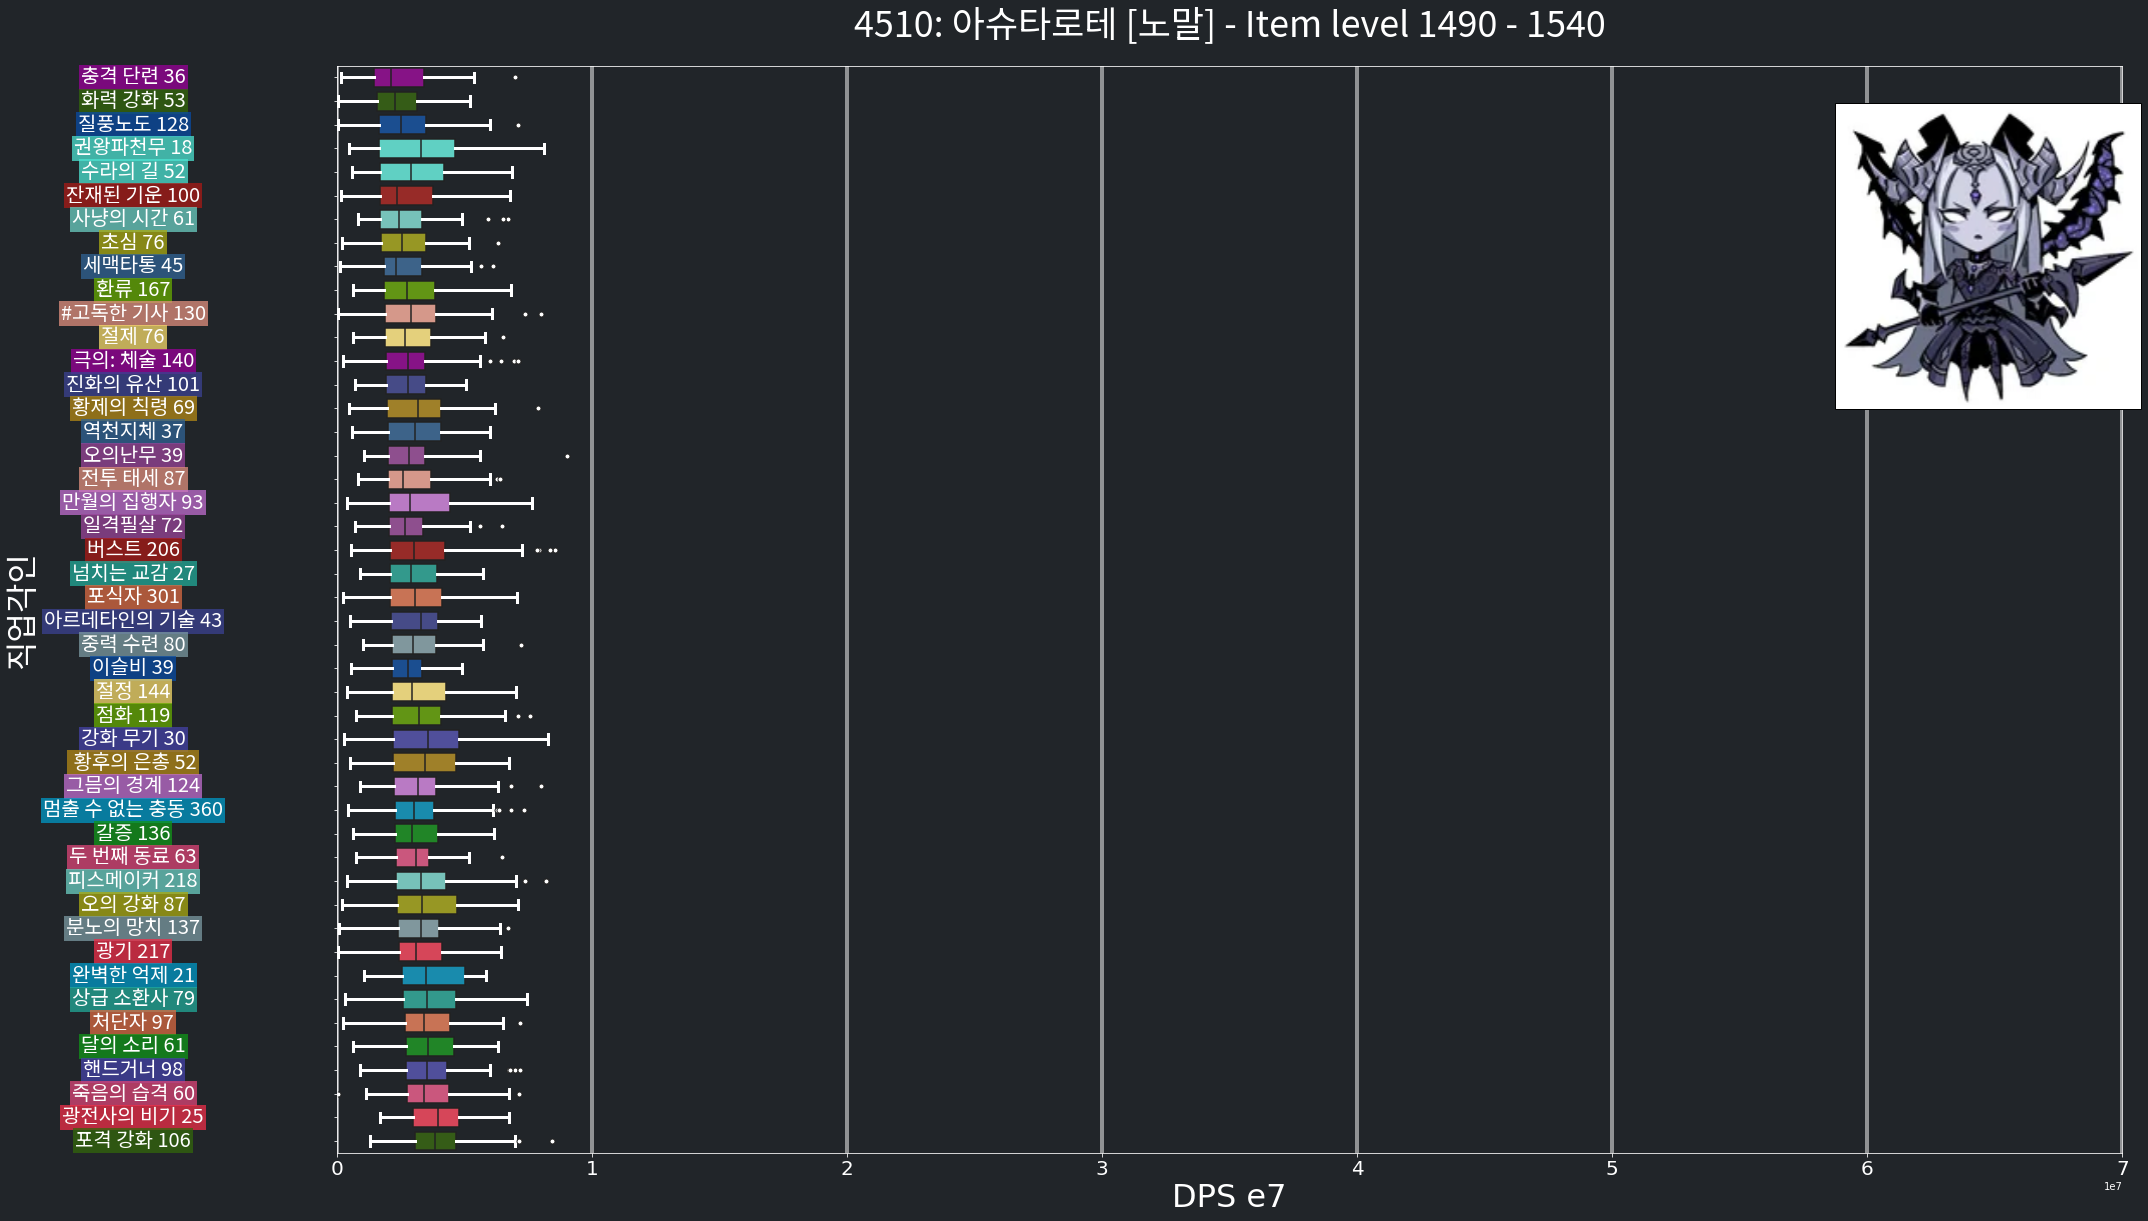 4510: 아슈타로테 [노말] - Item level 1490 - 1540
충격 단련 36
화력 강화 53
질풍노도 128
권왕파천무 18
수라의 길 52
잔재된 기운 100
사냥의 시간 61
초심 76
세맥타통 45
환류 167
#고독한 기사 130
절제 76
극의: 체술 140
진화의 유산 101
황제의 칙령 69
역천지체 37
오의난무 39
전투 태세 87
만월의 집행자 93
일격필살 72
버스트 206
넘치는 교감 27
포식자 301
아르데타인의 기술 43
중력 수련 80
이슬비 39
절정 144
점화 119
강화 무기 30
황후의 은총 52
그믐의 경계 124
멈출 수 없는 충동 360
갈증 136
두 번째 동료 63
피스메이커 218
오의 강화 87
분노의 망치 137
광기 217
완벽한 억제 21
상급 소환사 79
처단자 97
달의 소리 61
핸드거너 98
죽음의 습격 60
광전사의 비기 25
포격 강화 106
직업각인
0 1 2 3 4 5 6 7
1e7
DPS e7